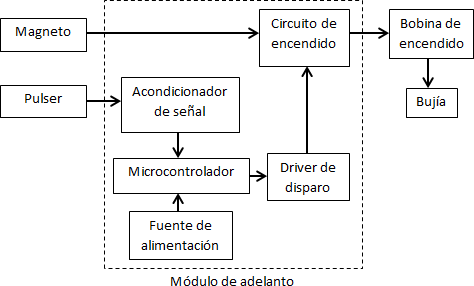 Magneto
Circuito de
encendido
Bobina de
encendido
Pulser
Acondicionador
de señal
Bujía
Microcontrolador
Driver de
disparo
Fuente de
alimentación
Módulo de adelanto